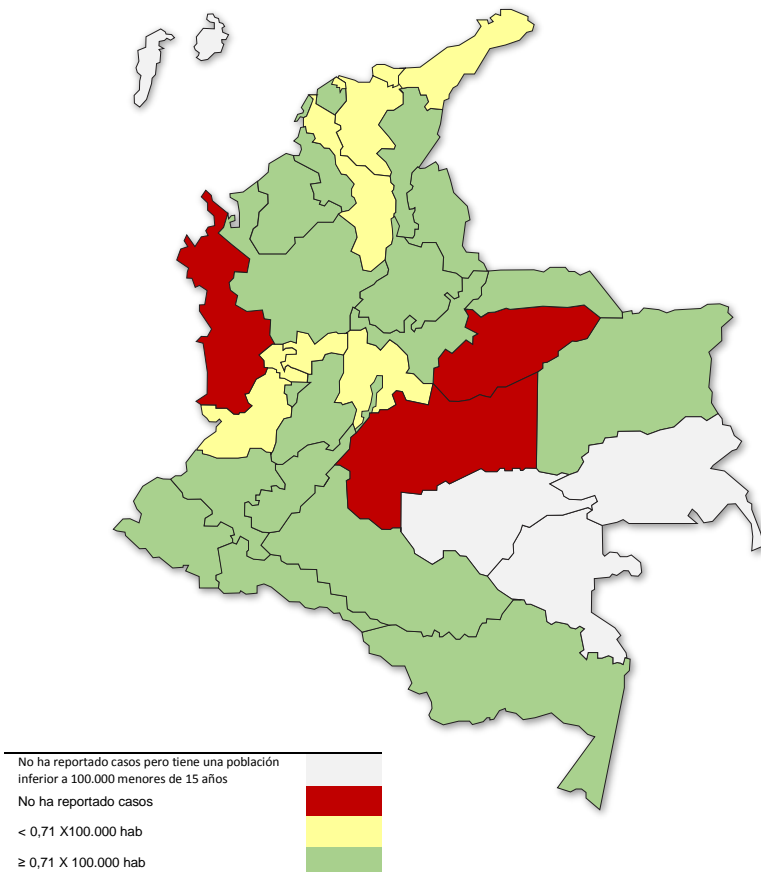 No ha reportado casos pero tiene una población
inferior a 100.000 menores de 15 años
No ha reportado casos
< 0,71 X100.000 hab
≥ 0,71 X 100.000 hab